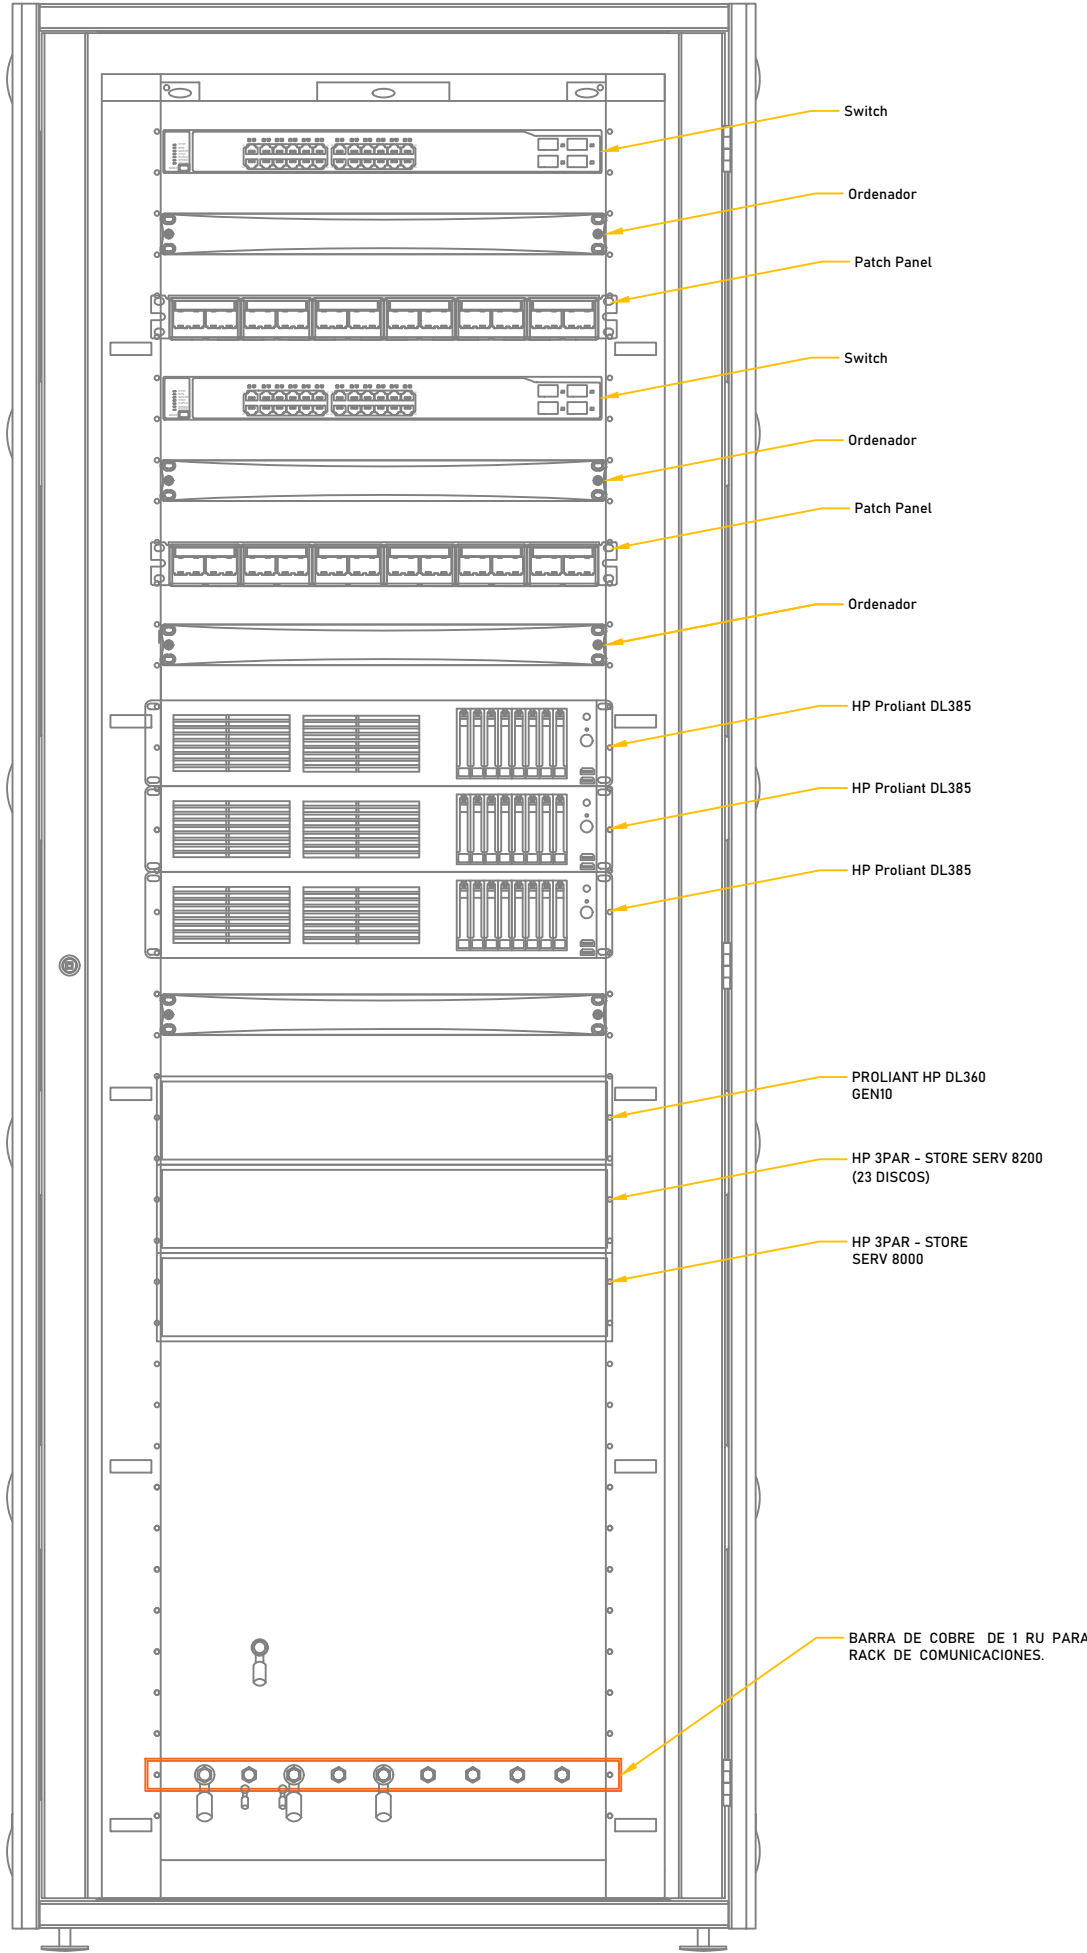 Switch
Ordenador
Patch Panel
Switch
Ordenador
Patch Panel
Ordenador
HP Proliant DL385
HP Proliant DL385
HP Proliant DL385
PROLIANT HP DL360
GEN10
HP 3PAR - STORE SERV 8200
(23 DISCOS)
HP 3PAR - STORE
SERV 8000
BARRA DE COBRE DE 1 RU PARA
RACK DE COMUNICACIONES.